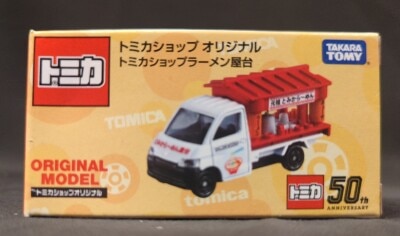 トミカショップ オリジナル
トミカショップラーメン屋台
トミカ
TAKARA
TOMY
TOMICA
ORIGINAL
MODEL
トミカショップオリジナル
tomica
トミカ
50th
ANNIVERSARY